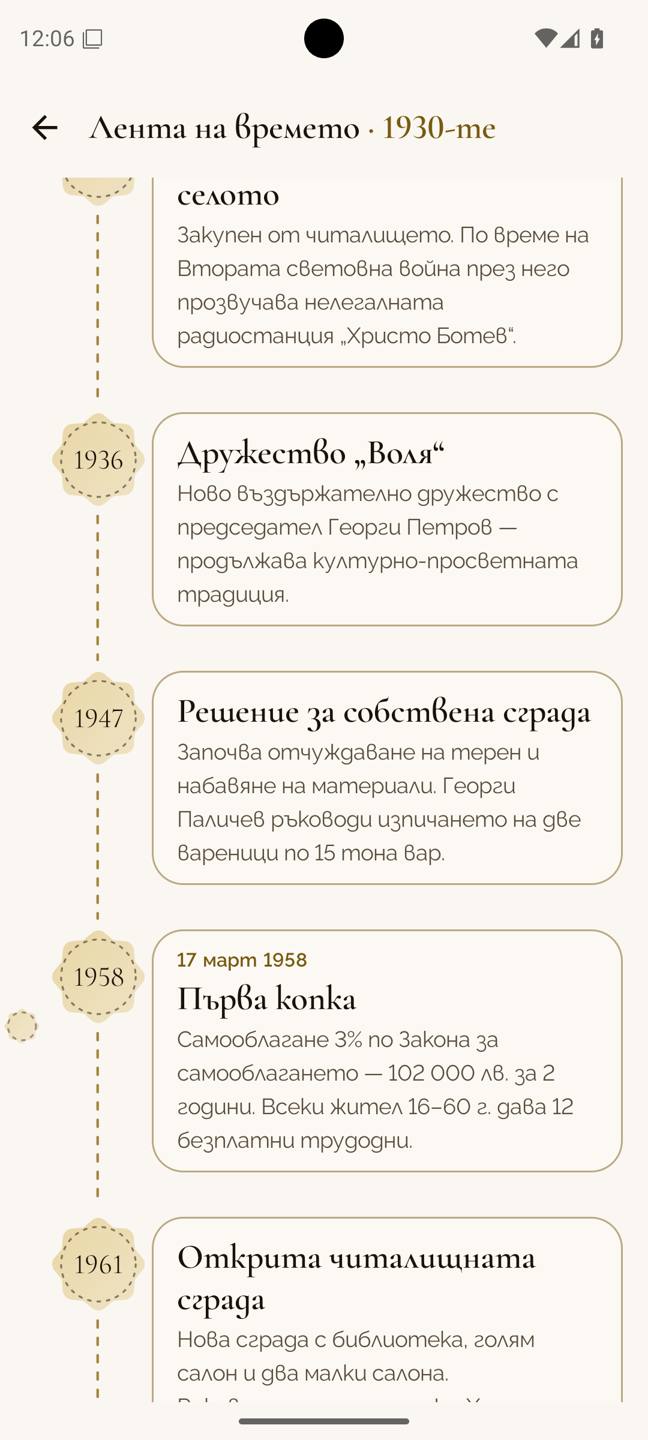 12:06
Лента на времето · 1930-те
селото
Закупен от читалището. По време на
Втората световна война през него
прозвучава нелегалната
радиостанция „Христо Ботев“.
1936
Дружество „Воля“
Ново въздържателно дружество с
председател Георги Петров —
продължава културно-просветната
традиция.
1947
Решение за собствена сграда
Започва отчуждаване на терен и
набавяне на материали. Георги
Паличев ръководи изпичането на две
вареници по 15 тона вар.
1958
17 март 1958
Първа копка
Самооблагане 3% по Закона за
самооблагането — 102 000 лв. за 2
години. Всеки жител 16–60 г. дава 12
безплатни трудодни.
1961
Открита читалищната
сграда
Нова сграда с библиотека, голям
салон и два малки салона.